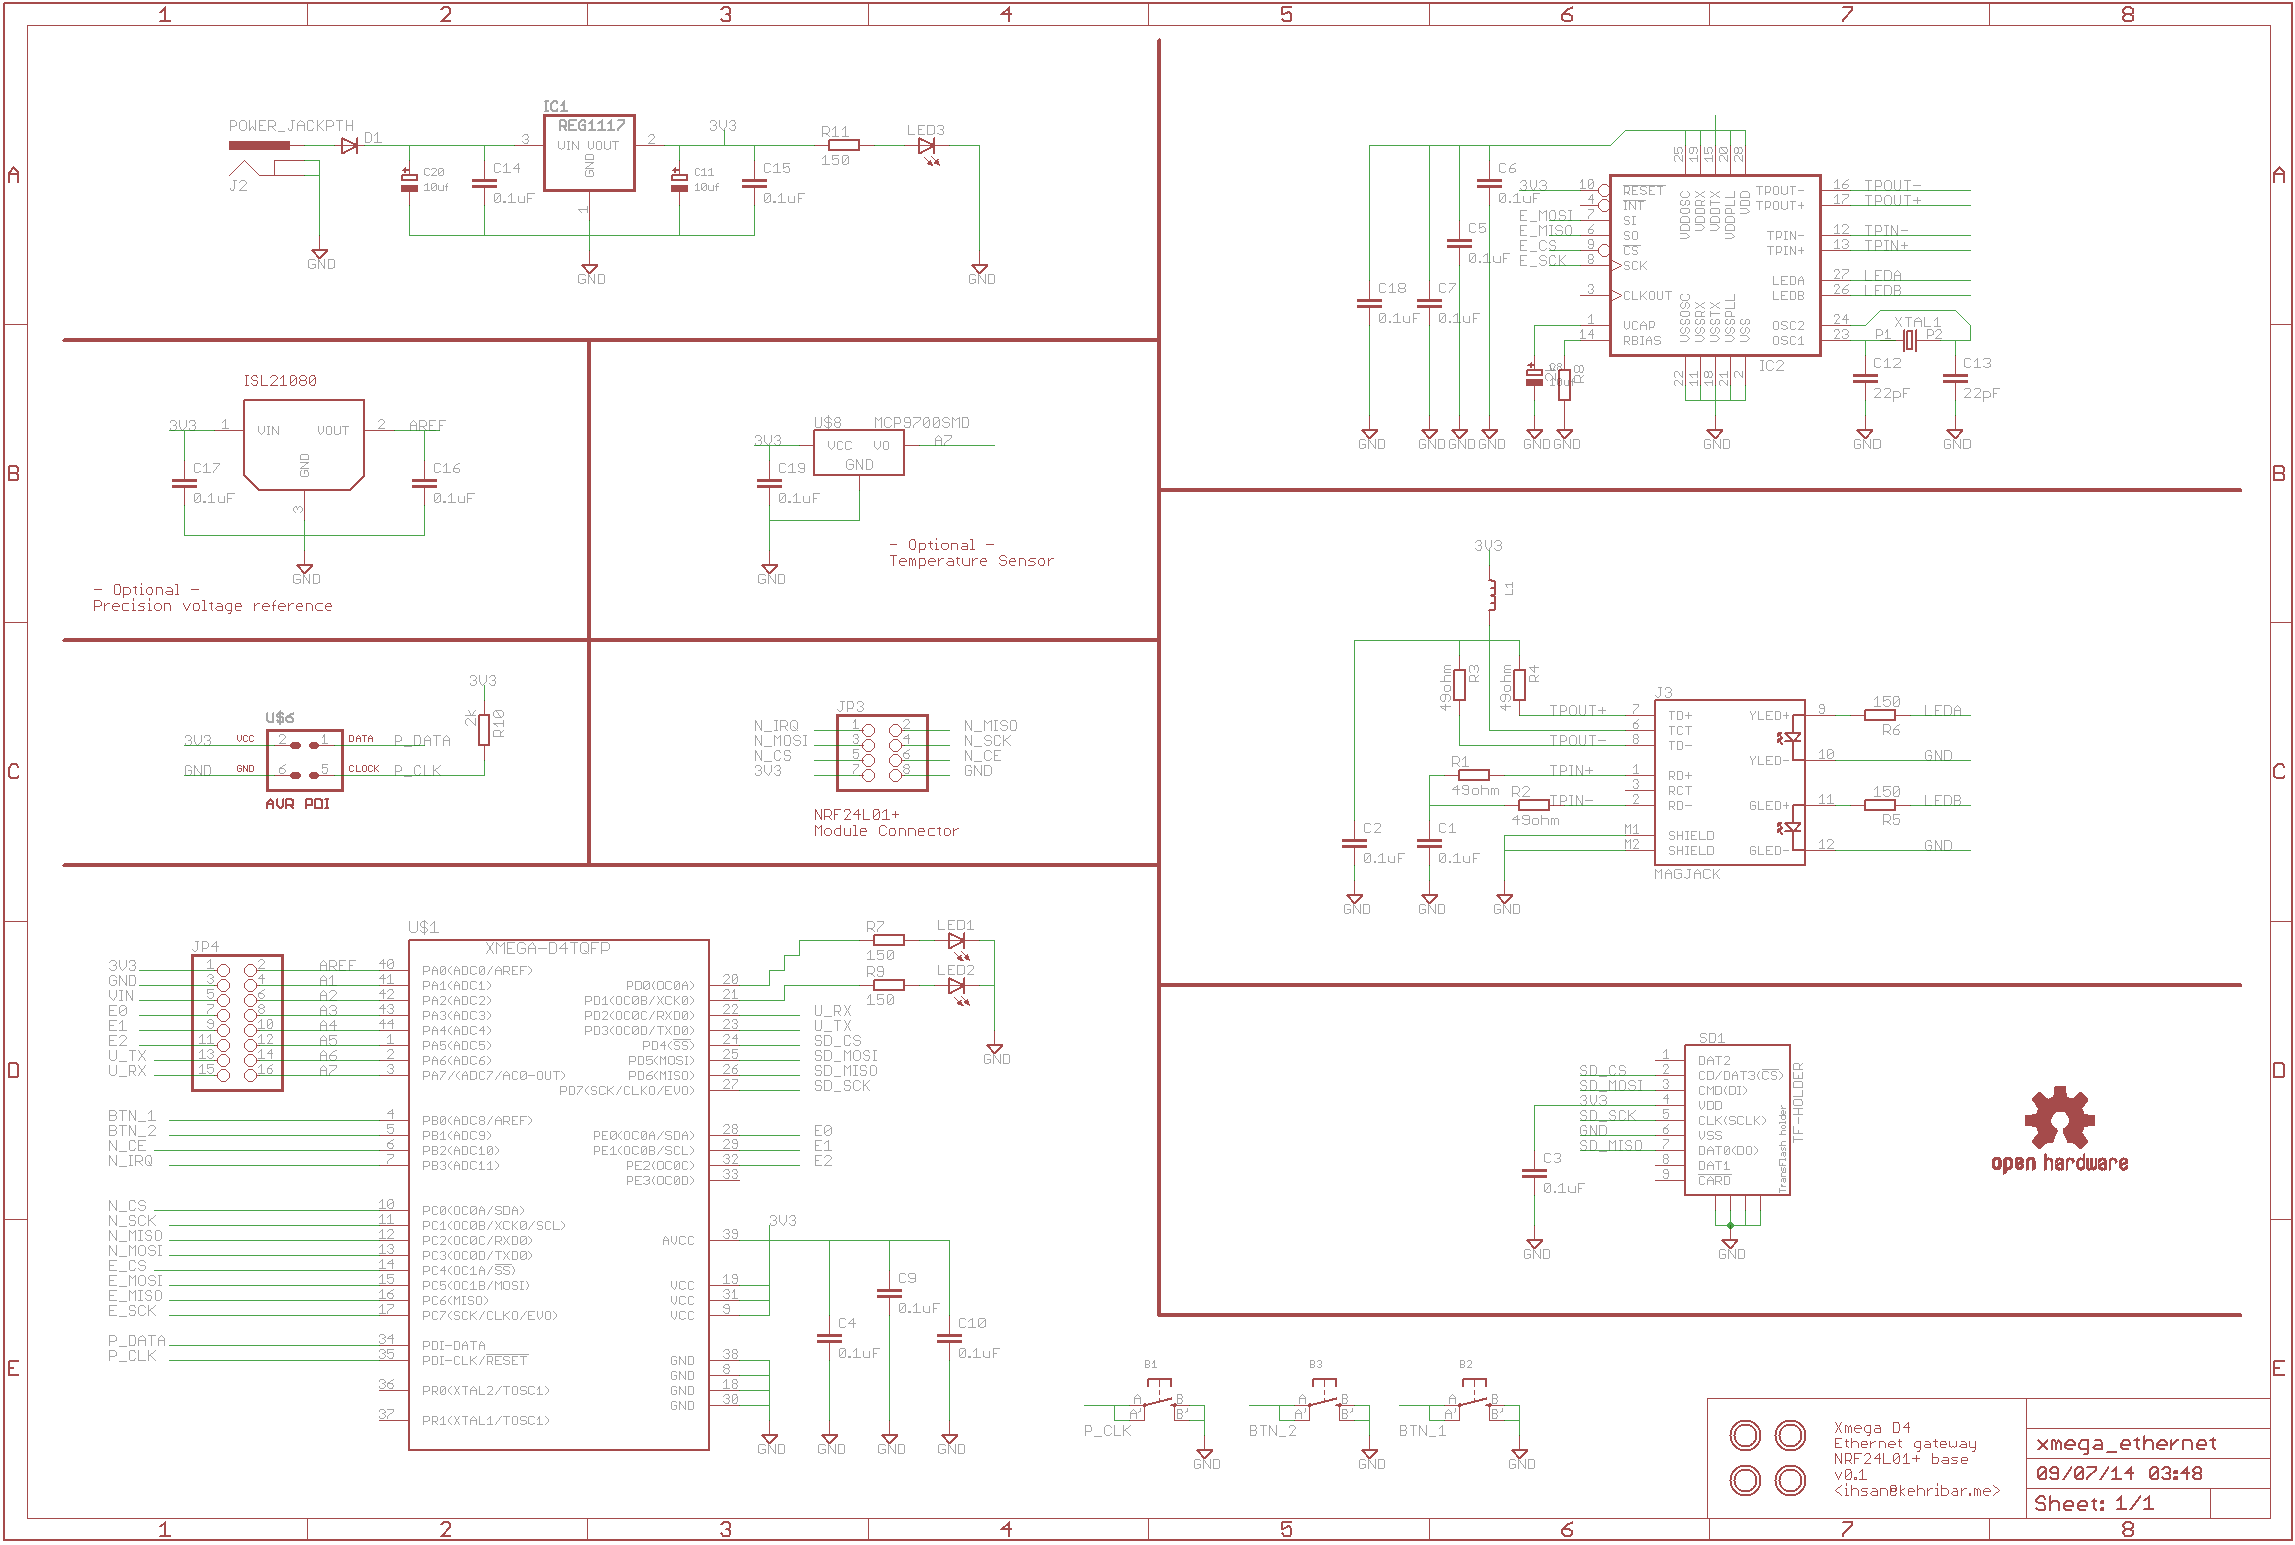 1 2 3 4 5 6 7 8
A
B
C
D
E
POWER_JACKPTH
J2
D1
C20
10uf
C14
0.1uF
IC1
REG1117
VIN VOUT
GND
3
2
1
3V3
C11
10uf
C15
0.1uF
R11
150
LED3
GND
GND
GND
ISL21080
3V3
1
VIN VOUT
2
AREF
GND
3
C17
0.1uF
C16
0.1uF
GND
- Optional -
Precision voltage reference
U$8 MCP9700SMD
3V3
VCC VO
A7
GND
C19
0.1uF
GND
- Optional -
Temperature Sensor
U$6
3V3 VCC 2 1 DATA P_DATA
GND GND 6 5 CLOCK P_CLK
AVR PDI
3V3
2k
R10
JP3
N_IRQ 1 2 N_MISO
N_MOSI 3 4 N_SCK
N_CS 5 6 N_CE
3V3 7 8 GND
NRF24L01+
Module Connector
JP4
3V3 1 2 AREF
GND 3 4 A1
VIN 5 6 A2
E0 7 8 A3
E1 9 10 A4
E2 11 12 A5
U_TX 13 14 A6
U_RX 15 16 A7
U$1
XMEGA-D4TQFP
40 PA0(ADC0/AREF)
41 PA1(ADC1)
42 PA2(ADC2)
43 PA3(ADC3)
44 PA4(ADC4)
1 PA5(ADC5)
2 PA6(ADC6)
3 PA7/(ADC7/AC0-OUT)
BTN_1 4 PB0(ADC8/AREF)
BTN_2 5 PB1(ADC9)
N_CE 6 PB2(ADC10)
N_IRQ 7 PB3(ADC11)
N_CS 10 PC0(OC0A/SDA)
N_SCK 11 PC1(OC0B/XCK0/SCL)
N_MISO 12 PC2(OC0C/RXD0)
N_MOSI 13 PC3(OC0D/TXD0)
E_CS 14 PC4(OC1A/SS)
E_MOSI 15 PC5(OC1B/MOSI)
E_MISO 16 PC6(MISO)
E_SCK 17 PC7(SCK/CLKO/EVO)
P_DATA 34 PDI-DATA
P_CLK 35 PDI-CLK/RESET
36 PR0(XTAL2/TOSC1)
37 PR1(XTAL1/TOSC1)
PD0(OC0A) 20
PD1(OC0B/XCK0) 21
PD2(OC0C/RXD0) 22 U_RX
PD3(OC0D/TXD0) 23 U_TX
PD4(SS) 24 SD_CS
PD5(MOSI) 25 SD_MOSI
PD6(MISO) 26 SD_MISO
PD7(SCK/CLKO/EVO) 27 SD_SCK
PE0(OC0A/SDA) 28 E0
PE1(OC0B/SCL) 29 E1
PE2(OC0C) 32 E2
PE3(OC0D) 33
AVCC 39
VCC 19
VCC 31
VCC 9
GND 38
GND 8
GND 18
GND 30
R7
150
LED1
R9
150
LED2
GND
3V3
C4
0.1uF
C9
0.1uF
C10
0.1uF
GND GND GND GND
B1
A B
A' B'
P_CLK
GND
B3
A B
A' B'
BTN_2
GND
B2
A B
A' B'
BTN_1
GND
C18
0.1uF
C7
0.1uF
C5
0.1uF
C6
0.1uF
GND GND GND GND GND GND
25 19 15 20 28
VDDOSC VDDRX VDDTX VDDPLL VDD
3V3 10 RESET
4 INT
E_MOSI 7 SI
E_MISO 6 SO
E_CS 9 CS
E_SCK 8 SCK
3 CLKOUT
1 VCAP
14 RBIAS
VSSOSC VSSRX VSSTX VSSPLL VSS
22 11 18 21 2
TPOUT- 16 TPOUT-
TPOUT+ 17 TPOUT+
TPIN- 12 TPIN-
TPIN+ 13 TPIN+
LEDA 27 LEDA
LEDB 26 LEDB
OSC2 24
OSC1 23
IC2
R8
10uf
XTAL1
P1 P2
C12
22pF
C13
22pF
GND GND GND
3V3
L1
49ohm
R3
49ohm
R4
J3
TPOUT+ 7 TD+
6 TCT
TPOUT- 8 TD-
TPIN+ 1 RD+
3 RCT
TPIN- 2 RD-
M1 SHIELD
M2 SHIELD
MAGJACK
R1
49ohm
R2
49ohm
C2
0.1uF
C1
0.1uF
GND GND GND
YLED+ 9 150 R6 LEDA
YLED- 10 GND
GLED+ 11 150 R5 LEDB
GLED- 12 GND
SD1
1 DAT2
SD_CS 2 CD/DAT3(CS)
SD_MOSI 3 CMD(DI)
3V3 4 VDD
SD_SCK 5 CLK(SCLK)
GND 6 VSS
SD_MISO 7 DAT0(DO)
8 DAT1
9 CARD
TransFlash holder
TF-HOLDER
C3
0.1uF
GND GND
open hardware
Xmega D4
Ethernet gateway
NRF24L01+ base
v0.1
<ihsan@kehribar.me>
xmega_ethernet
09/07/14 03:48
Sheet: 1/1
A
B
C
D
E
1 2 3 4 5 6 7 8